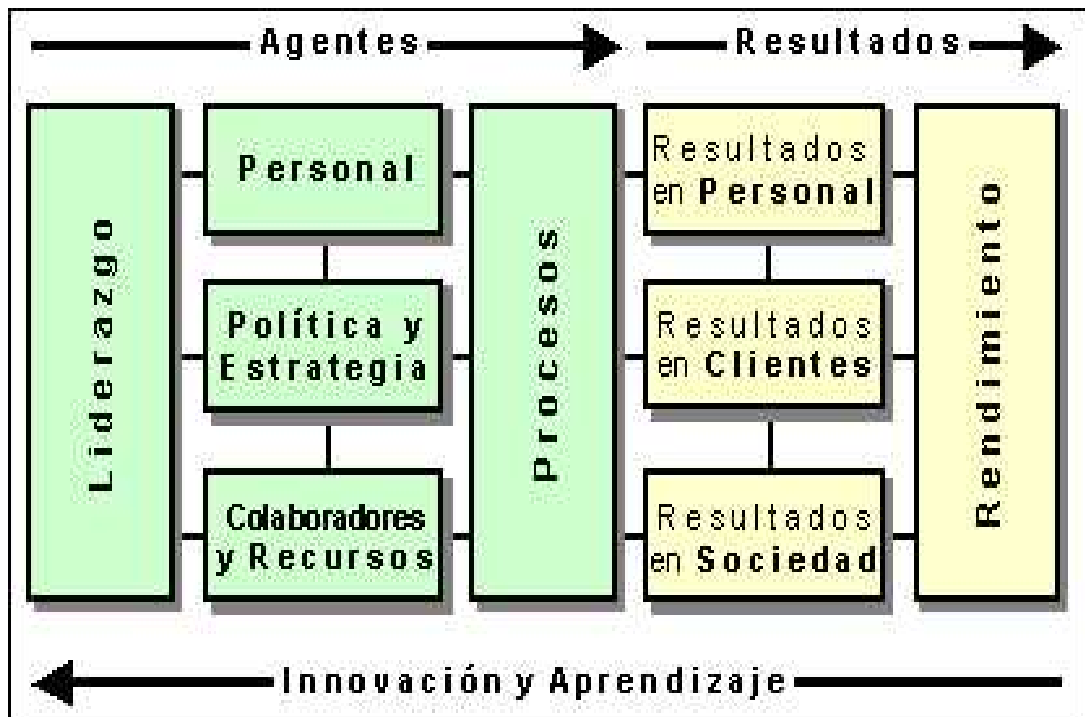 Agentes
Resultados
Liderazgo
Personal
Política y
Estrategia
Colaboradores
y Recursos
Procesos
Resultados
en Personal
Resultados
en Clientes
Resultados
en Sociedad
Rendimiento
Innovación y Aprendizaje